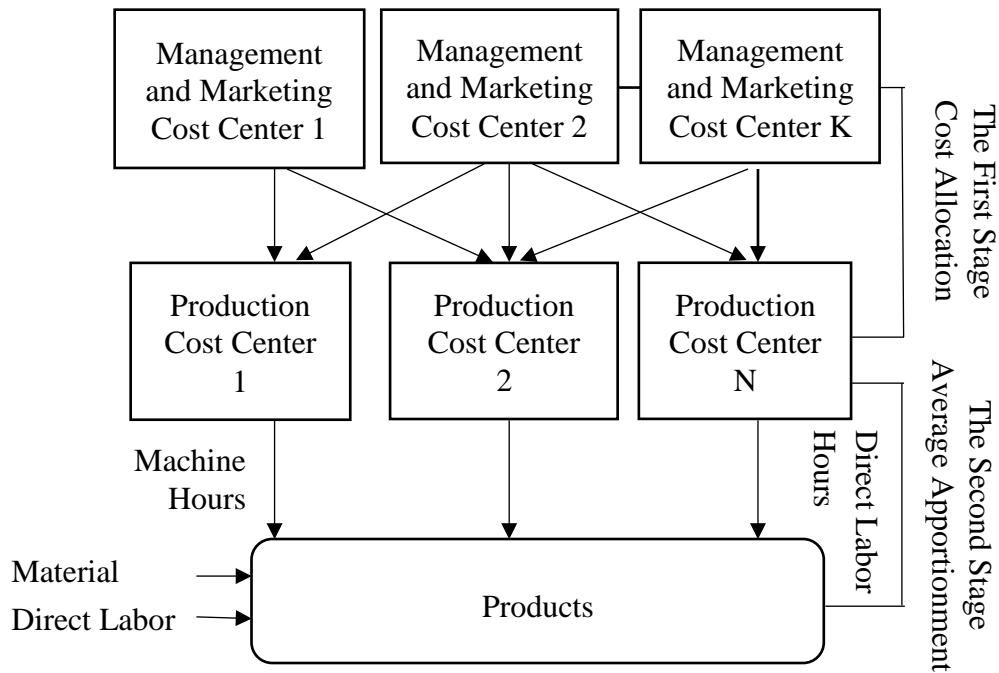 Management
and Marketing
Cost Center 1
Management
and Marketing
Cost Center 2
Management
and Marketing
Cost Center K
The First Stage
Cost Allocation
Production
Cost Center
1
Production
Cost Center
2
Production
Cost Center
N
Machine
Hours
Direct Labor
Hours
The Second Stage
Average Apportionment
Material
Direct Labor
Products